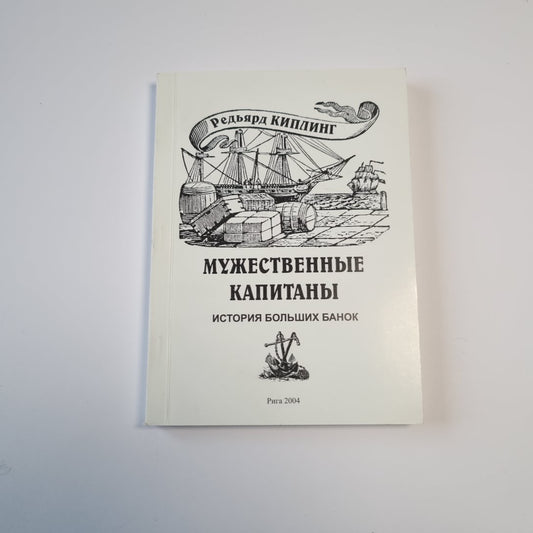 Редьярд КИПЛИНГ
МУЖЕСТВЕННЫЕ
КАПИТАНЫ
ИСТОРИЯ БОЛЬШИХ БАНОК
Рига 2004